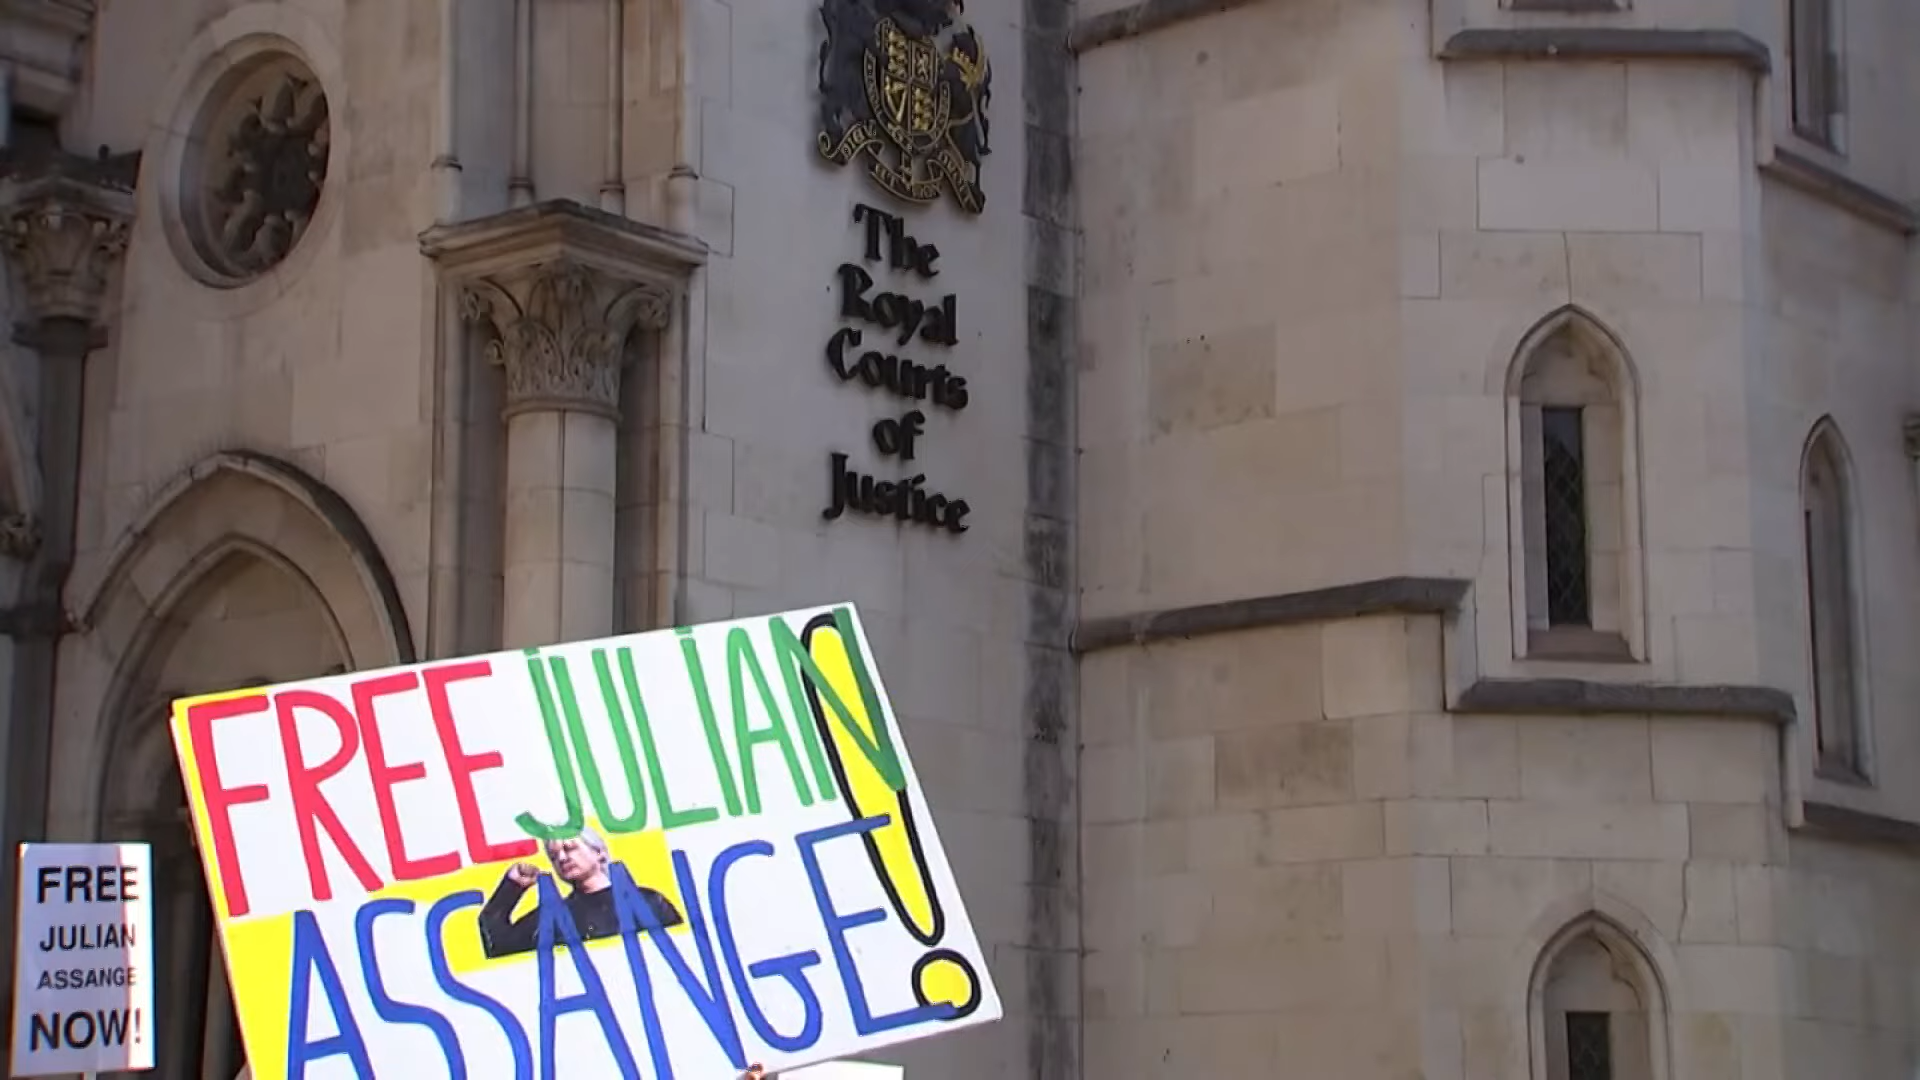 The
Royal
Courts
of
Justice
FREE JULIAN
ASSANGE!
FREE
JULIAN
ASSANGE
NOW!